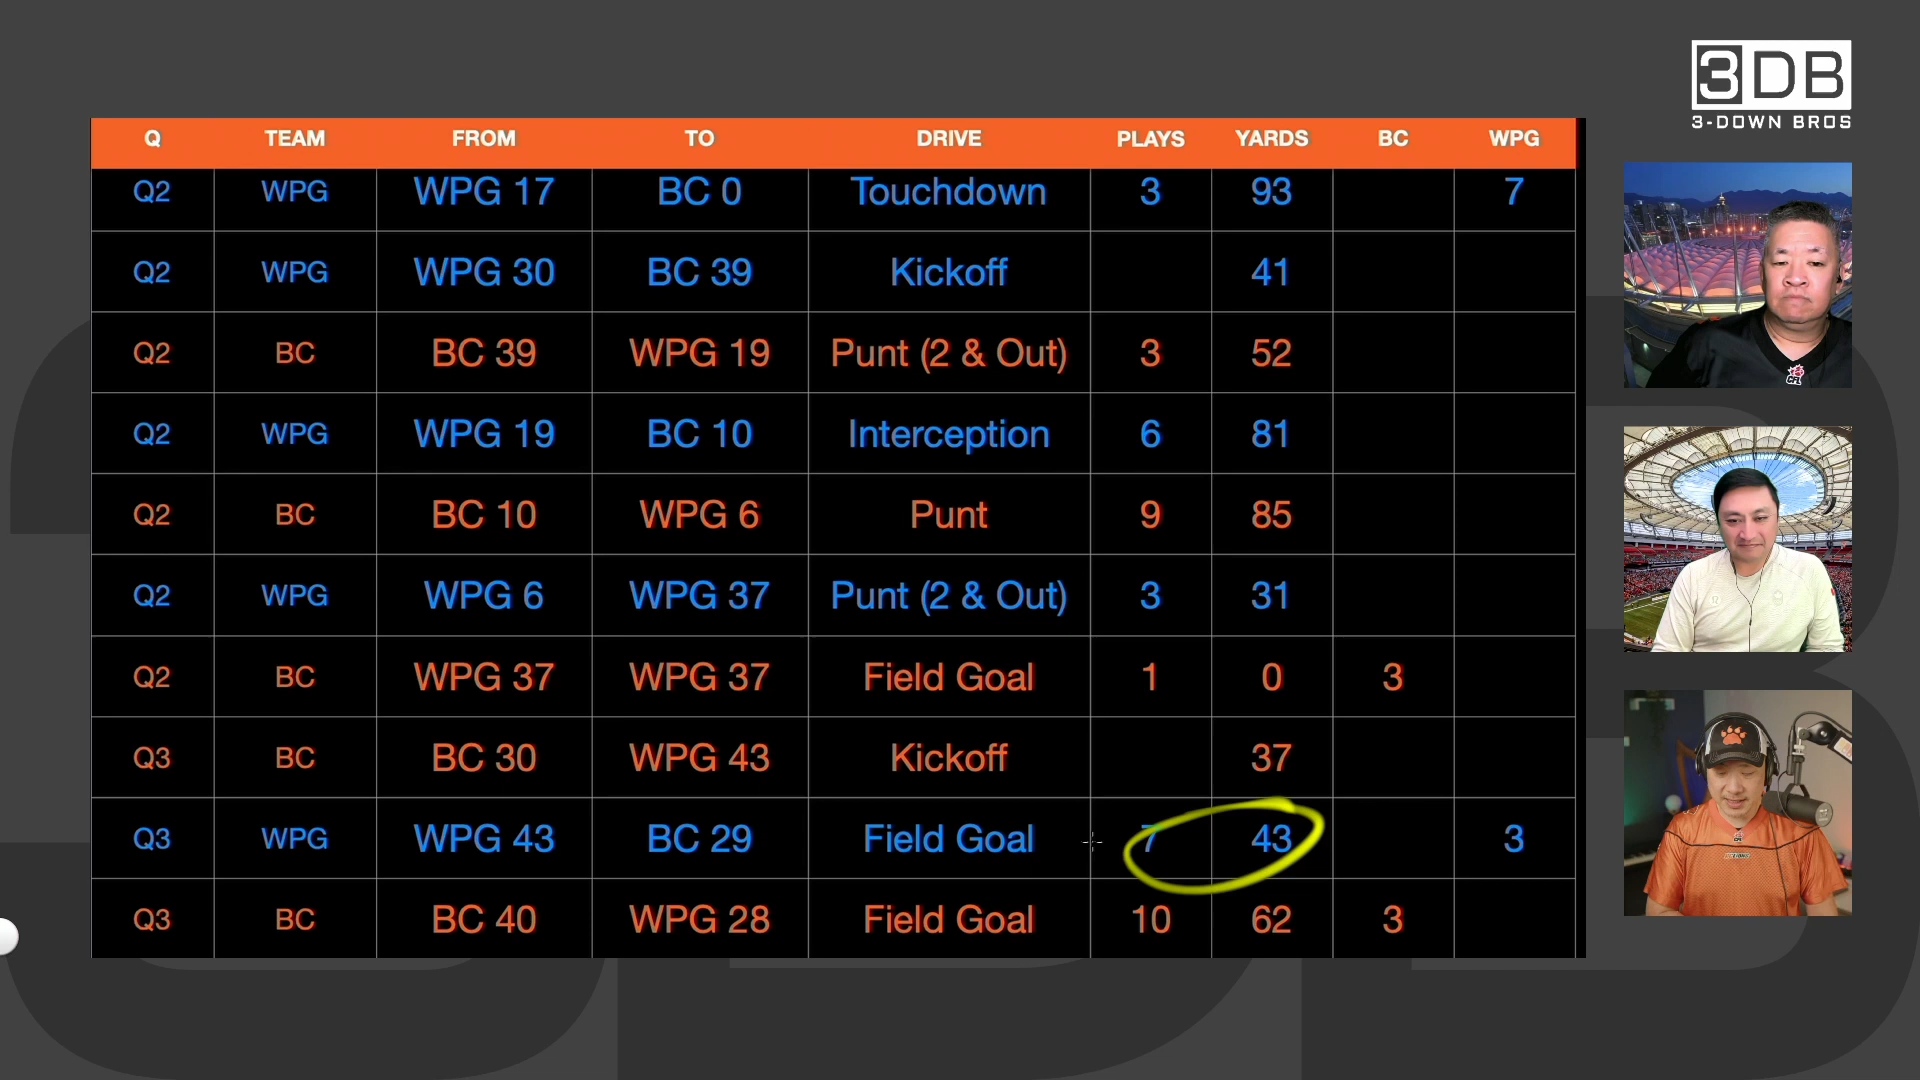 3DB
3-DOWN BROS
Q TEAM FROM TO DRIVE PLAYS YARDS BC WPG
Q2 WPG WPG 17 BC 0 Touchdown 3 93 7
Q2 WPG WPG 30 BC 39 Kickoff 41
Q2 BC BC 39 WPG 19 Punt (2 & Out) 3 52
Q2 WPG WPG 19 BC 10 Interception 6 81
Q2 BC BC 10 WPG 6 Punt 9 85
Q2 WPG WPG 6 WPG 37 Punt (2 & Out) 3 31
Q2 BC WPG 37 WPG 37 Field Goal 1 0 3
Q3 BC BC 30 WPG 43 Kickoff 37
Q3 WPG WPG 43 BC 29 Field Goal 7 43 3
Q3 BC BC 40 WPG 28 Field Goal 10 62 3